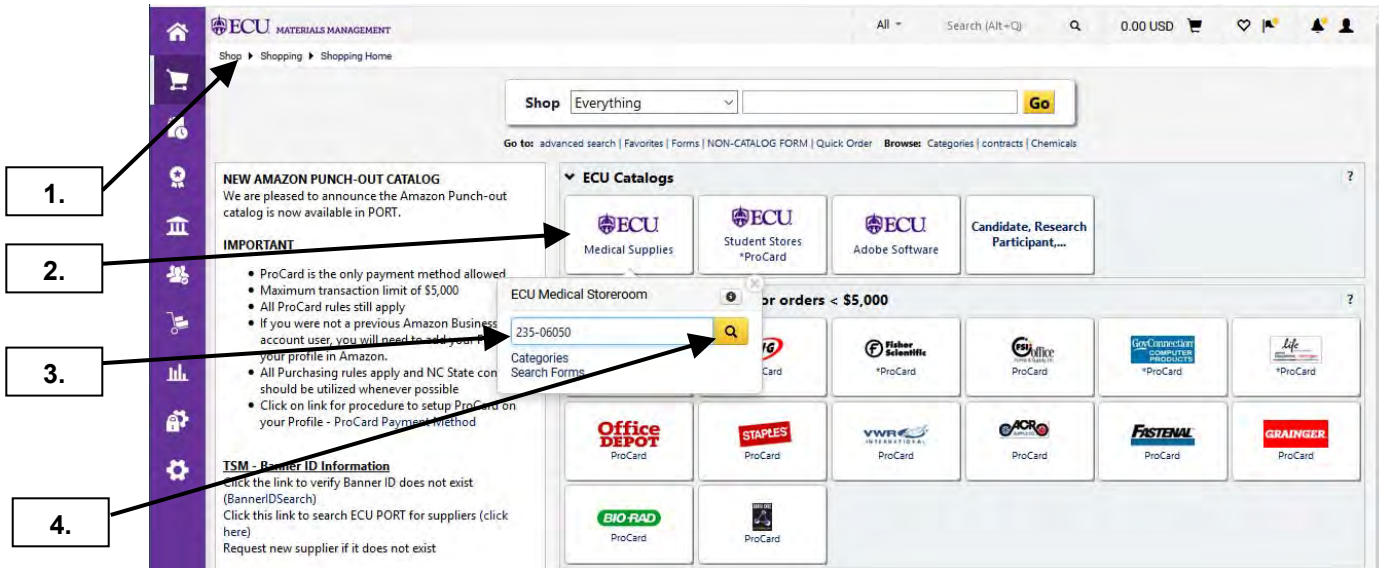 ECU MATERIALS MANAGEMENT
All
Search (Alt+Q)
0.00 USD
Shop Shopping Shopping Home
Shop Everything Go
Go to: advanced search | Favorites | Forms | NON-CATALOG FORM | Quick Order Browse: Categories | contracts | Chemicals
1.
2.
3.
4.
NEW AMAZON PUNCH-OUT CATALOG
We are pleased to announce the Amazon Punch-out
catalog is now available in PORT.
IMPORTANT
ProCard is the only payment method allowed
Maximum transaction limit of $5,000
All ProCard rules still apply
If you were not a previous Amazon Business
account user, you will need to add your P
your profile in Amazon.
All Purchasing rules apply and NC State con
should be utilized whenever possible
Click on link for procedure to setup ProCard on
your Profile - ProCard Payment Method
TSM - Banner ID Information
Click the link to verify Banner ID does not exist
(BannerIDSearch)
Click this link to search ECU PORT for suppliers (click
here)
Request new supplier if it does not exist
ECU Catalogs ?
ECU
Medical Supplies
ECU
Student Stores
*ProCard
ECU
Adobe Software
Candidate, Research
Participant,...
ECU Medical Storeroom
235-06050
Categories
Search Forms
or orders < $5,000 ?
Card
Fisher
Scientific
*ProCard
FSI office
ProCard
GovConnection
COMPUTER
PRODUCTS
*ProCard
life
*ProCard
Office
DEPOT
ProCard
STAPLES
ProCard
VWR
INTERNATIONAL
ProCard
ACR
ProCard
FASTENAL
ProCard
GRAINGER
ProCard
BIO-RAD
ProCard
ProCard